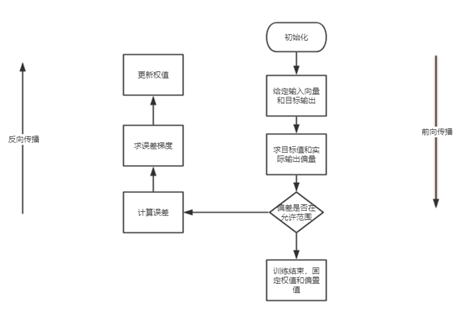 初始化
更新权值
给定输入向量
和目标输出
反向传播
前向传播
求误差梯度
求目标值和实
际输出偏量
计算误差
偏差是否在
允许范围
训练结束，固
定权值和偏置
值